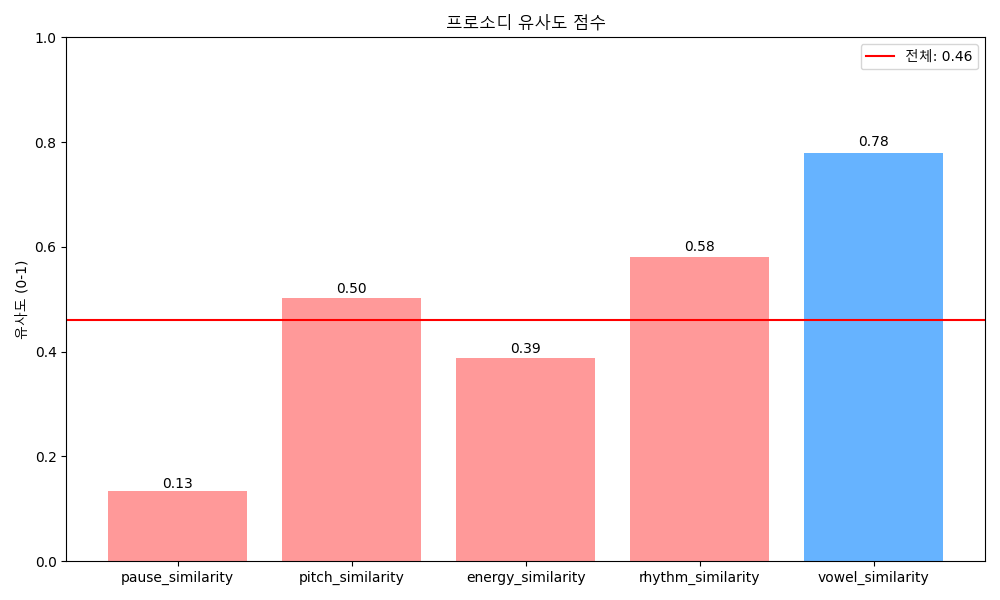 프로소디 유사도 점수
전체: 0.46
유사도 (0-1)
1.0
0.8
0.6
0.4
0.2
0.0
0.13
0.50
0.39
0.58
0.78
pause_similarity
pitch_similarity
energy_similarity
rhythm_similarity
vowel_similarity